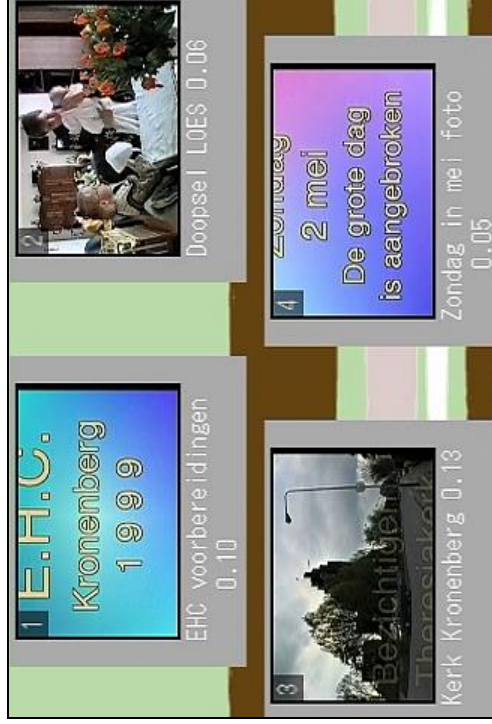 1
E.H.C.
Kronenberg
1999
EHC voorbereidingen
0.10
2
Doopsel LOES 0.06
3
Bezichtigen
Theresiakerk
Kerk Kronenberg 0.13
4
Zondag
2 mei
De grote dag
is aangebroken
Zondag in mei foto
0.05